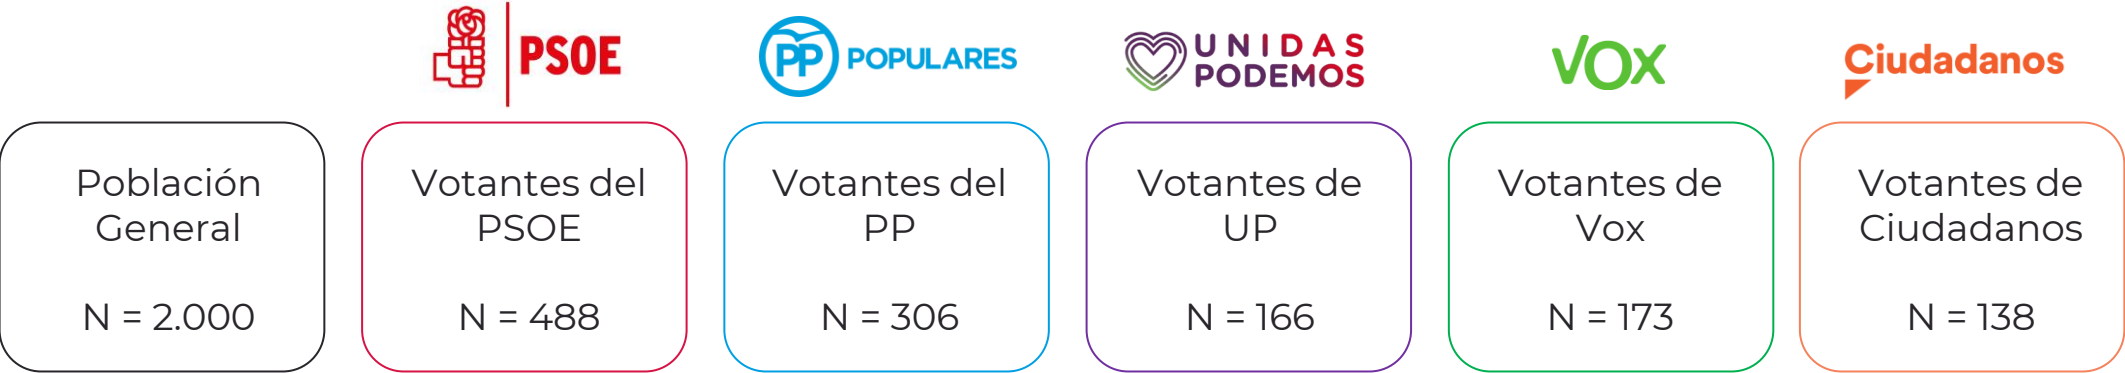 PSOE
PP POPULARES
UNIDAS
PODEMOS
VOX
Ciudadanos
Población
General
N = 2.000
Votantes del
PSOE
N = 488
Votantes del
PP
N = 306
Votantes de
UP
N = 166
Votantes de
Vox
N = 173
Votantes de
Ciudadanos
N = 138